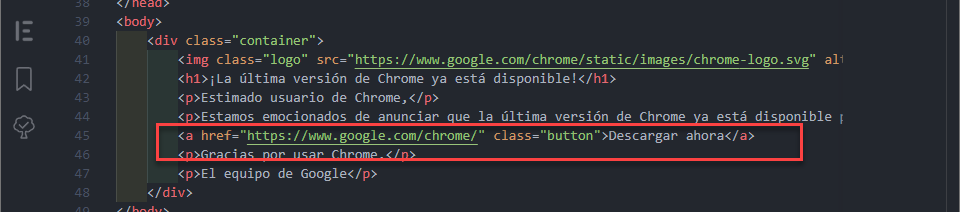 38 </head>
39 <body>
40 <div class="container">
41 <img class="logo" src="https://www.google.com/chrome/static/images/chrome-logo.svg" alt
42 <h1>¡La última versión de Chrome ya está disponible!</h1>
43 <p>Estimado usuario de Chrome,</p>
44 <p>Estamos emocionados de anunciar que la última versión de Chrome ya está disponible p
45 <a href="https://www.google.com/chrome/" class="button">Descargar ahora</a>
46 <p>Gracias por usar Chrome.</p>
47 <p>El equipo de Google</p>
48 </div>
49 </body>